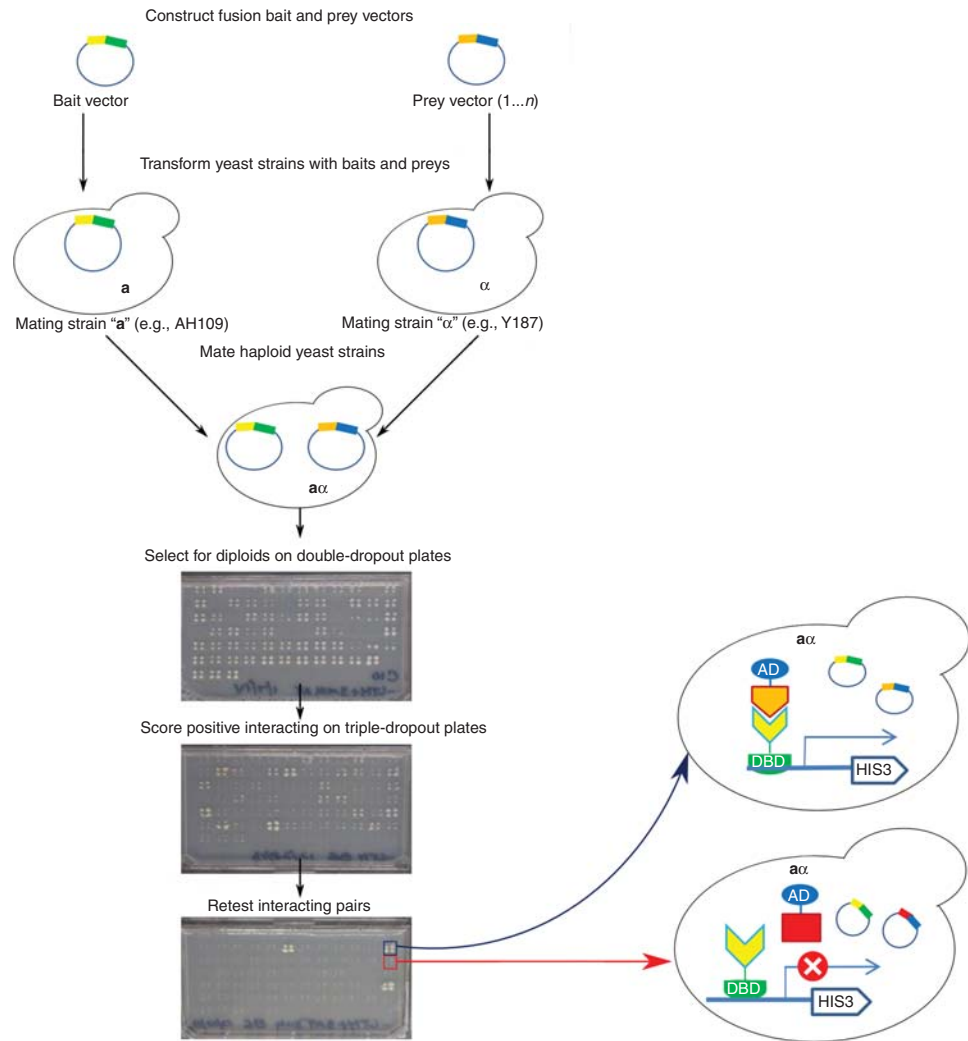 Construct fusion bait and prey vectors
Bait vector
Prey vector (1...n)
Transform yeast strains with baits and preys
a
α
Mating strain "a" (e.g., AH109)
Mating strain "α" (e.g., Y187)
Mate haploid yeast strains
aα
Select for diploids on double-dropout plates
Score positive interacting on triple-dropout plates
Retest interacting pairs
aα
AD
DBD
HIS3
aα
AD
DBD
HIS3